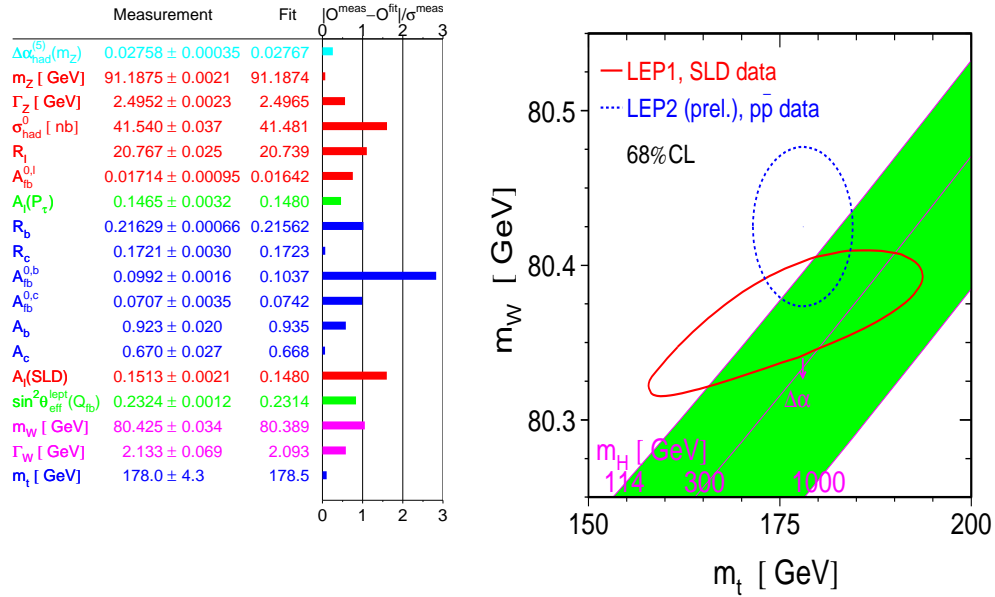 Measurement Fit |O^meas−O^fit|/σ^meas
0 1 2 3
Δα_had^(5)(m_Z) 0.02758 ± 0.00035 0.02767
m_Z [ GeV] 91.1875 ± 0.0021 91.1874
Γ_Z [ GeV] 2.4952 ± 0.0023 2.4965
σ_had^0 [ nb] 41.540 ± 0.037 41.481
R_l 20.767 ± 0.025 20.739
A_fb^0,l 0.01714 ± 0.00095 0.01642
A_l(P_τ) 0.1465 ± 0.0032 0.1480
R_b 0.21629 ± 0.00066 0.21562
R_c 0.1721 ± 0.0030 0.1723
A_fb^0,b 0.0992 ± 0.0016 0.1037
A_fb^0,c 0.0707 ± 0.0035 0.0742
A_b 0.923 ± 0.020 0.935
A_c 0.670 ± 0.027 0.668
A_l(SLD) 0.1513 ± 0.0021 0.1480
sin²θ_eff^lept(Q_fb) 0.2324 ± 0.0012 0.2314
m_W [ GeV] 80.425 ± 0.034 80.389
Γ_W [ GeV] 2.133 ± 0.069 2.093
m_t [ GeV] 178.0 ± 4.3 178.5
0 1 2 3
LEP1, SLD data
LEP2 (prel.), pp̄ data
68%CL
80.5
80.4
80.3
m_W [ GeV]
Δα
m_H [ GeV]
114 300 1000
150 175 200
m_t [ GeV]